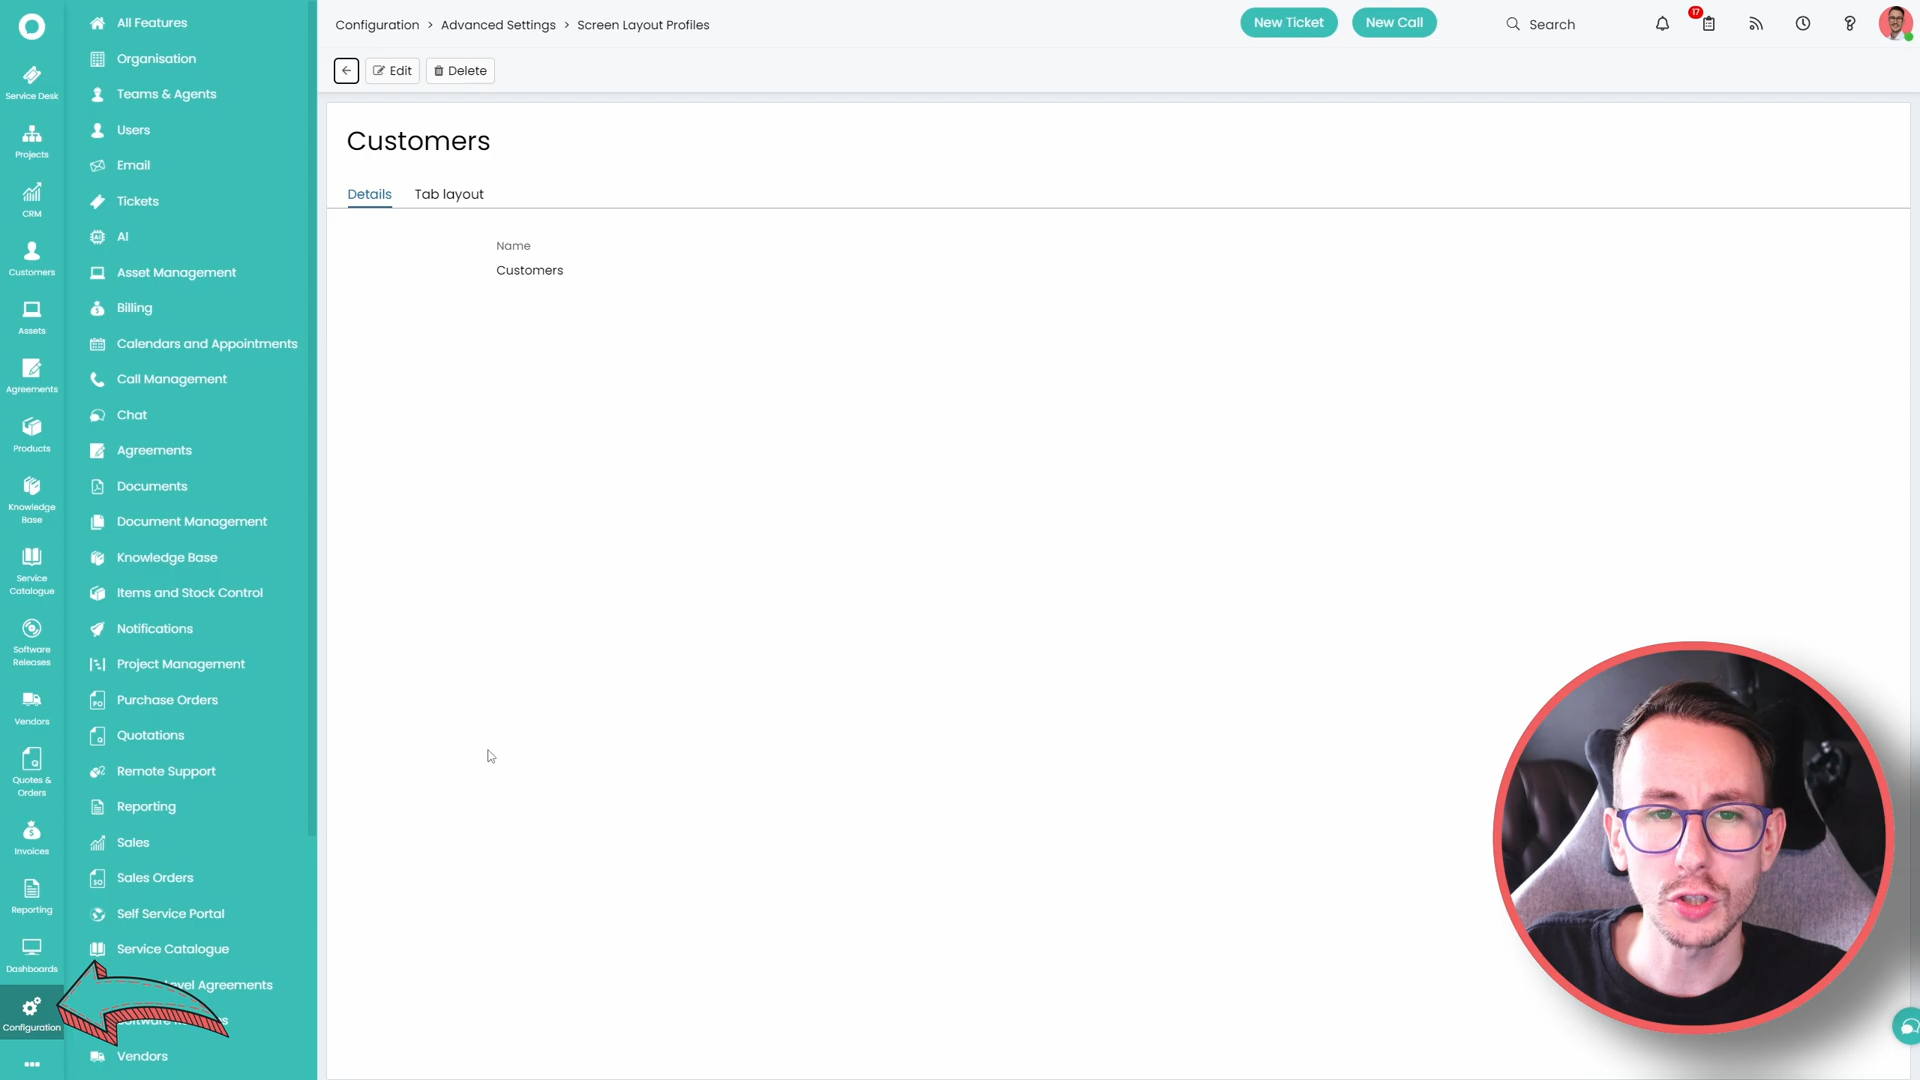 Service Desk
Projects
CRM
Customers
Assets
Agreements
Products
Knowledge
Base
Service
Catalogue
Software
Releases
Vendors
Quotes &
Orders
Invoices
Reporting
Dashboards
Configuration
All Features
Organisation
Teams & Agents
Users
Email
Tickets
AI
Asset Management
Billing
Calendars and Appointments
Call Management
Chat
Agreements
Documents
Document Management
Knowledge Base
Items and Stock Control
Notifications
Project Management
Purchase Orders
Quotations
Remote Support
Reporting
Sales
Sales Orders
Self Service Portal
Service Catalogue
Level Agreements
Vendors
Configuration > Advanced Settings > Screen Layout Profiles
New Ticket
New Call
Search
17
Edit
Delete
Customers
Details
Tab layout
Name
Customers